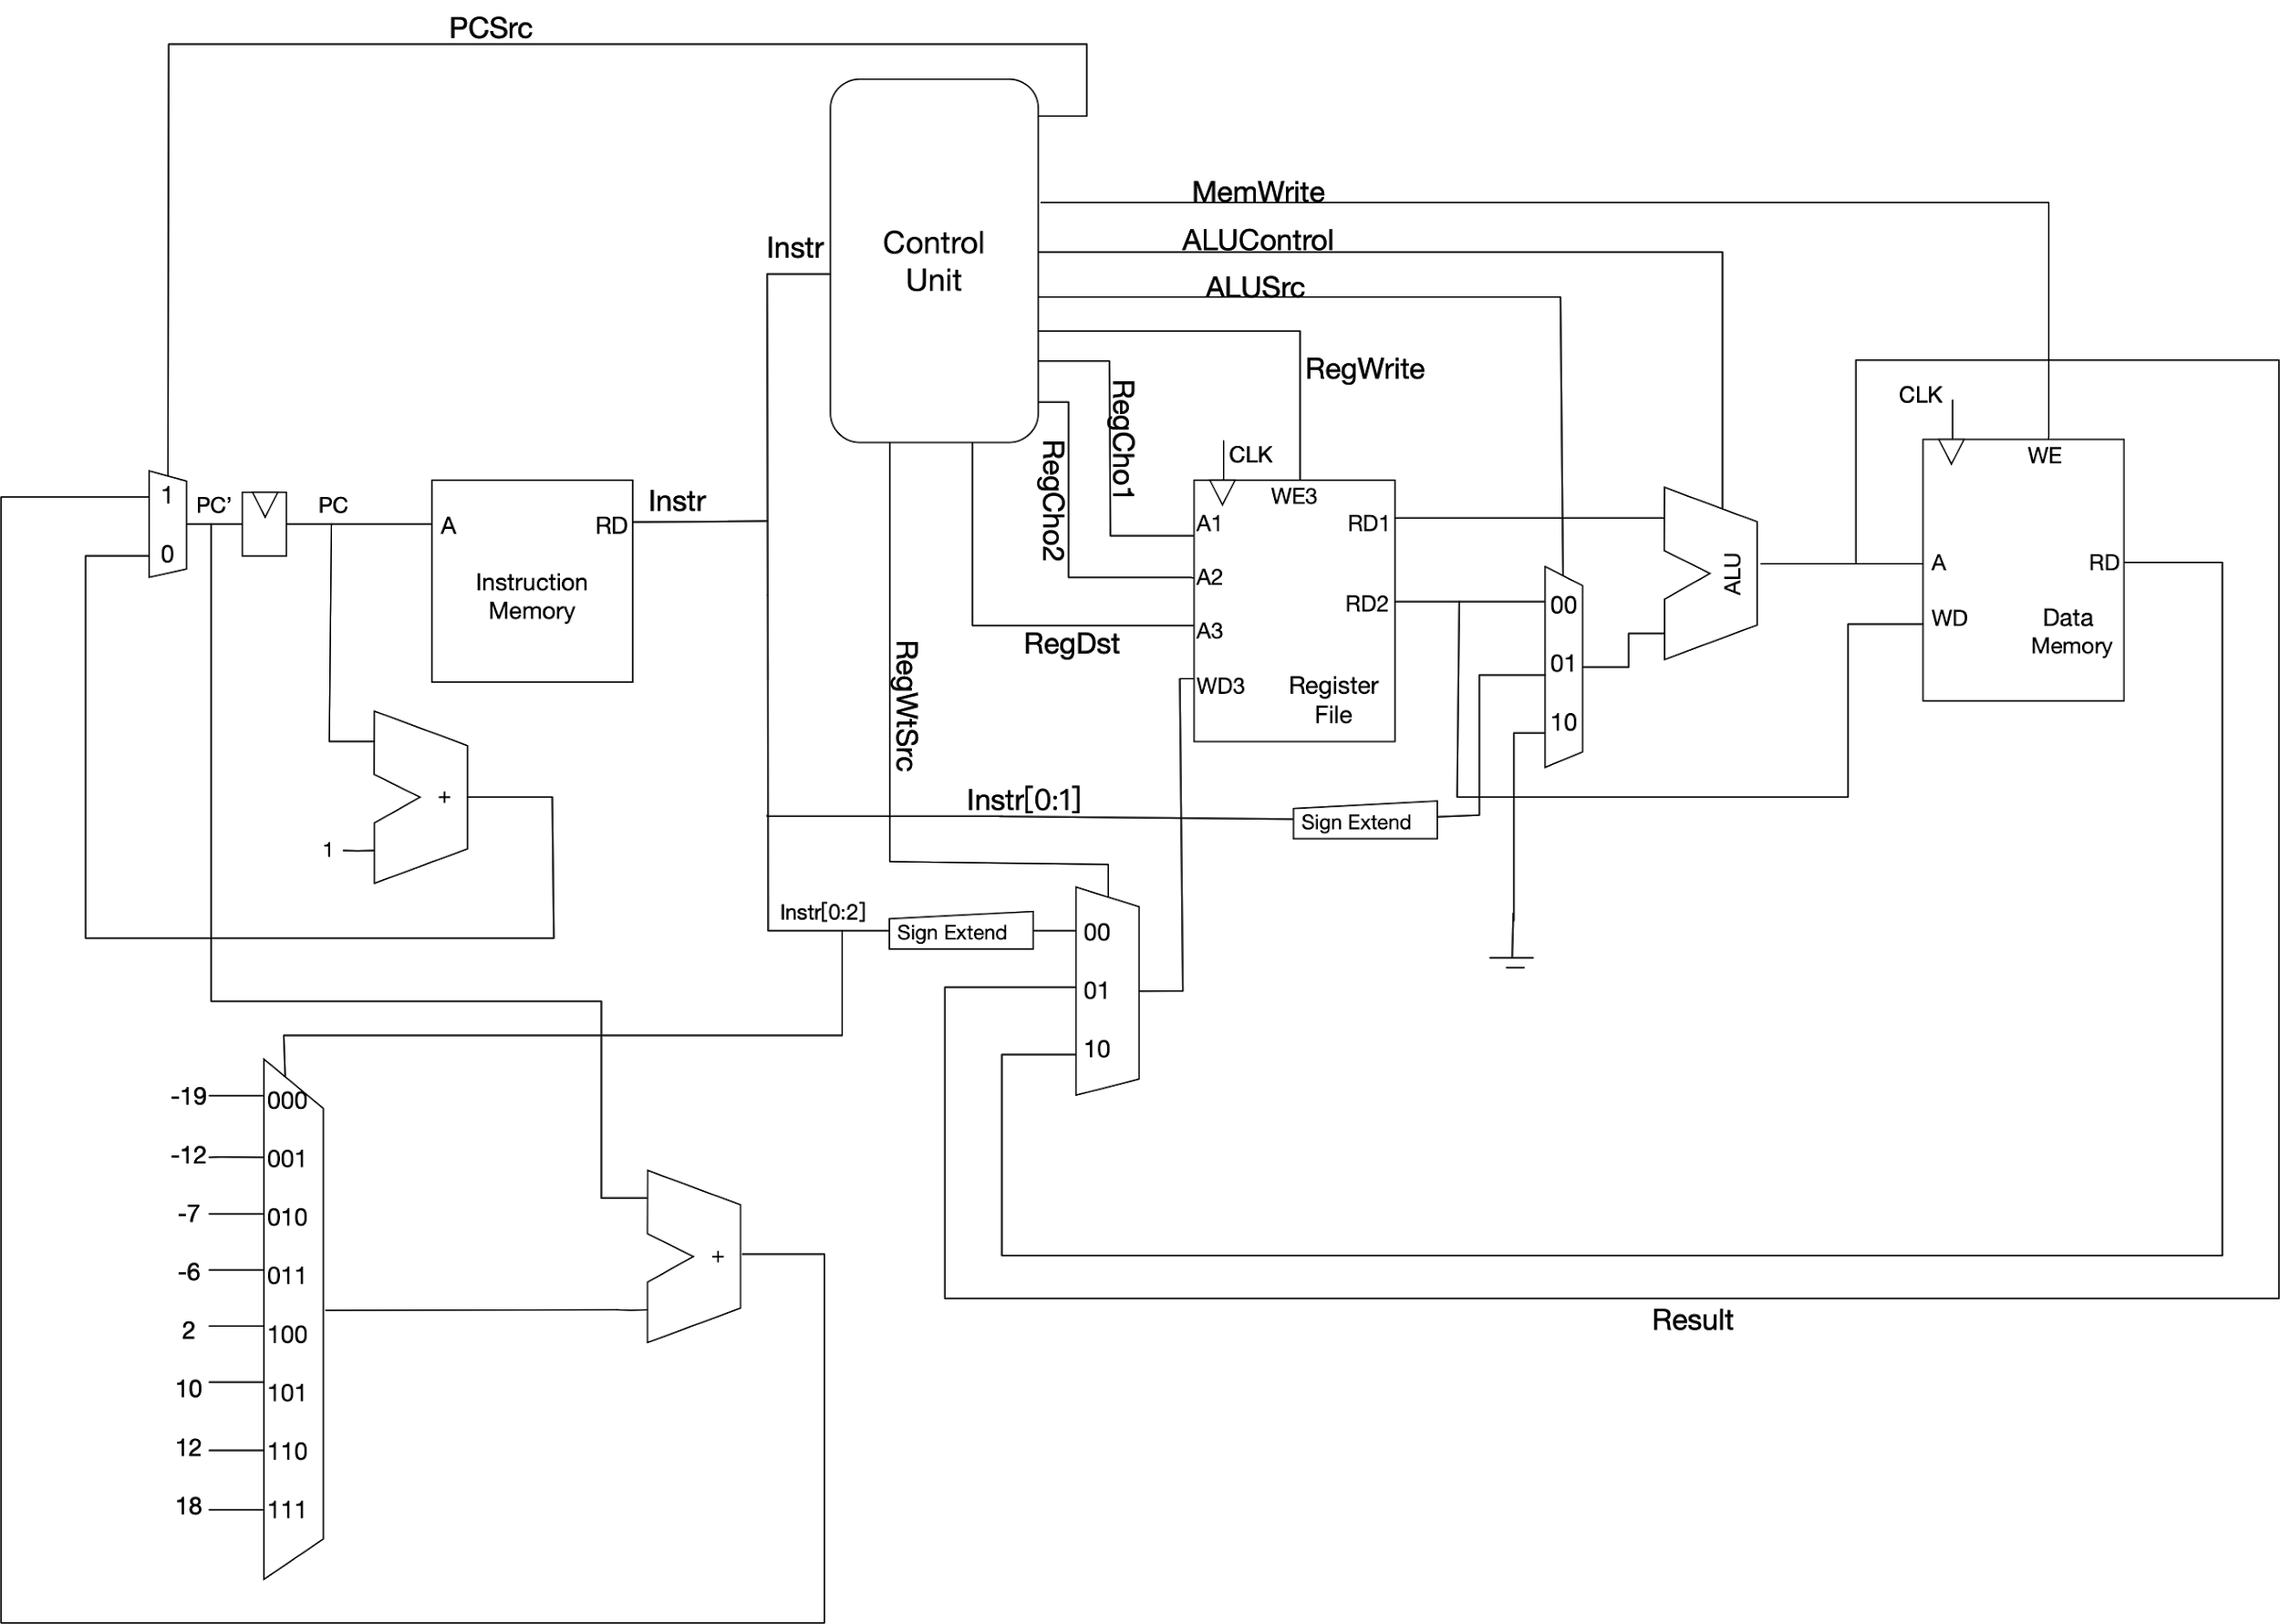 PCSrc
MemWrite
Control
Unit
Instr
ALUControl
ALUSrc
RegWrite
RegCho1
RegCho2
CLK
CLK
WE
1
PC’
PC
0
A
RD
Instruction
Memory
Instr
WE3
A1
RD1
A2
RD2
A3
WD3
Register
File
RegDst
RegWtSrc
00
01
10
ALU
A
RD
WD
Data
Memory
+
1
Instr[0:1]
Sign Extend
Instr[0:2]
Sign Extend
00
01
10
-19
000
-12
001
-7
010
-6
011
2
100
10
101
12
110
18
111
+
Result